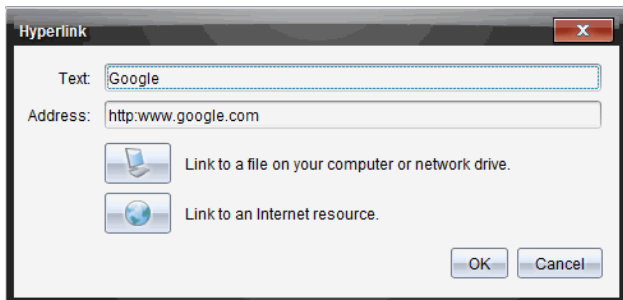 Hyperlink
Text: Google
Address: http:www.google.com
Link to a file on your computer or network drive.
Link to an Internet resource.
OK Cancel